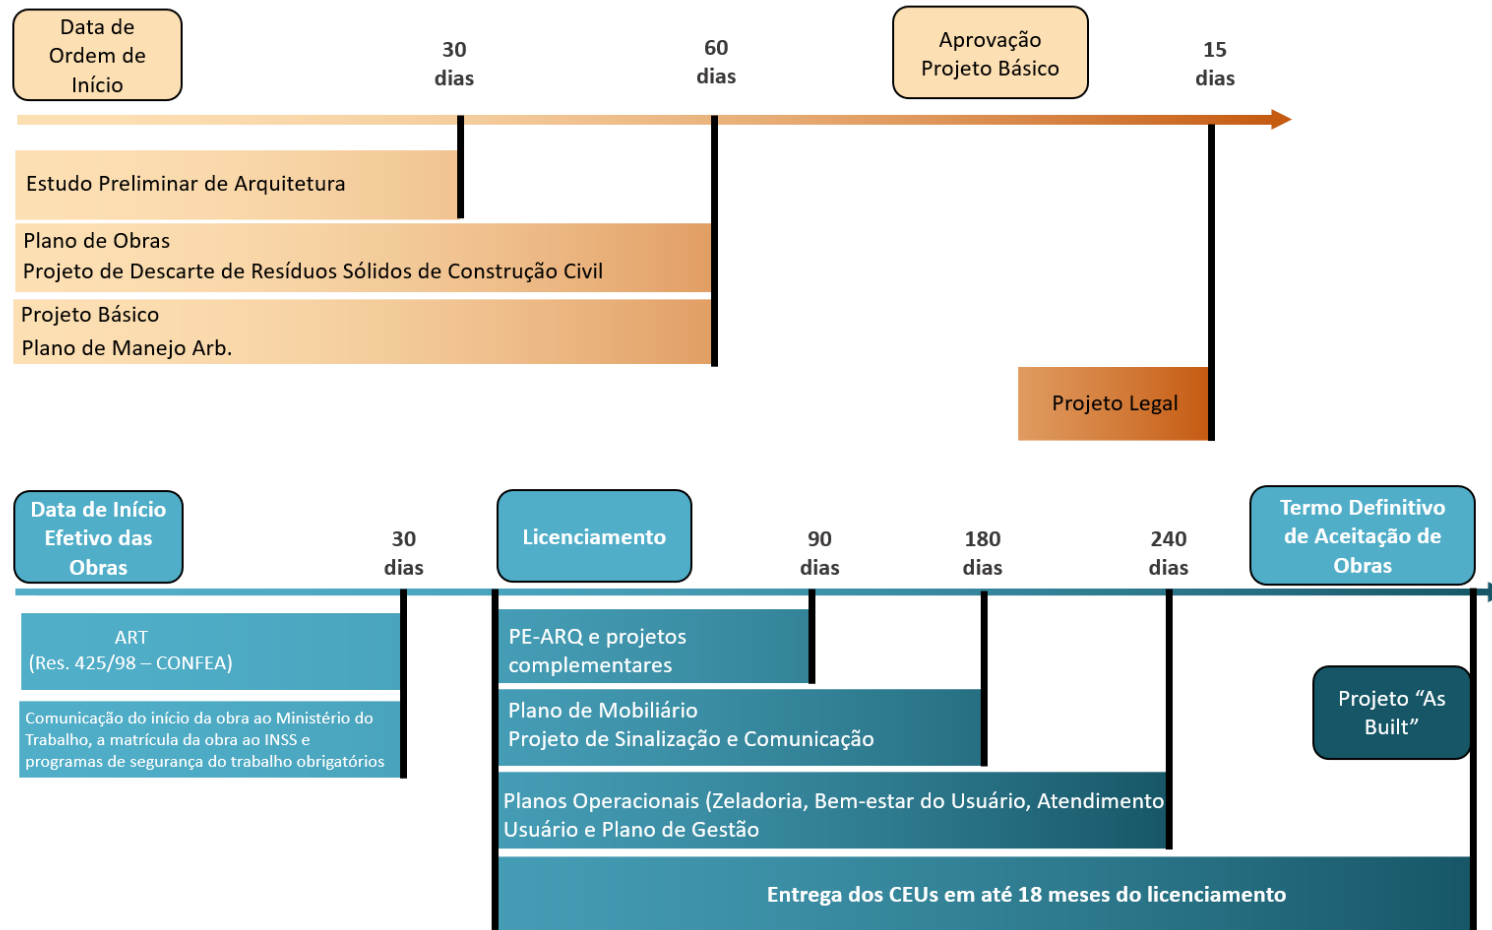 Data de
Ordem de
Início
30
dias
60
dias
Aprovação
Projeto Básico
15
dias
Estudo Preliminar de Arquitetura
Plano de Obras
Projeto de Descarte de Resíduos Sólidos de Construção Civil
Projeto Básico
Plano de Manejo Arb.
Projeto Legal
Data de Início
Efetivo das
Obras
30
dias
Licenciamento
90
dias
180
dias
240
dias
Termo Definitivo
de Aceitação de
Obras
ART
(Res. 425/98 – CONFEA)
Comunicação do início da obra ao Ministério do
Trabalho, a matrícula da obra ao INSS e
programas de segurança do trabalho obrigatórios
PE-ARQ e projetos
complementares
Plano de Mobiliário
Projeto de Sinalização e Comunicação
Planos Operacionais (Zeladoria, Bem-estar do Usuário, Atendimento
Usuário e Plano de Gestão
Projeto “As
Built”
Entrega dos CEUs em até 18 meses do licenciamento